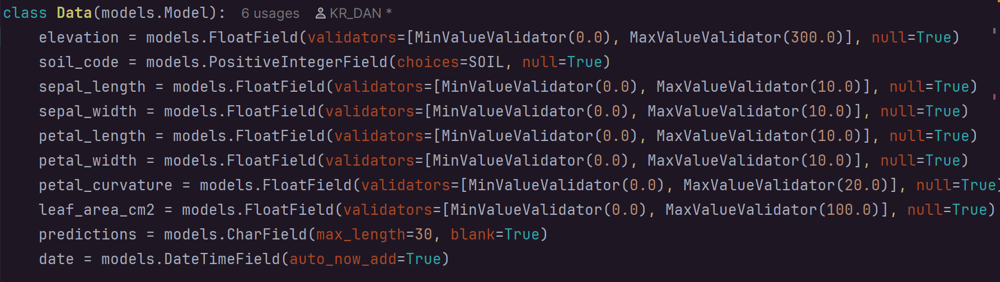 class Data(models.Model): 6 usages KR_DAN *
    elevation = models.FloatField(validators=[MinValueValidator(0.0), MaxValueValidator(300.0)], null=True)
    soil_code = models.PositiveIntegerField(choices=SOIL, null=True)
    sepal_length = models.FloatField(validators=[MinValueValidator(0.0), MaxValueValidator(10.0)], null=True)
    sepal_width = models.FloatField(validators=[MinValueValidator(0.0), MaxValueValidator(10.0)], null=True)
    petal_length = models.FloatField(validators=[MinValueValidator(0.0), MaxValueValidator(10.0)], null=True)
    petal_width = models.FloatField(validators=[MinValueValidator(0.0), MaxValueValidator(10.0)], null=True)
    petal_curvature = models.FloatField(validators=[MinValueValidator(0.0), MaxValueValidator(20.0)], null=True)
    leaf_area_cm2 = models.FloatField(validators=[MinValueValidator(0.0), MaxValueValidator(100.0)], null=True)
    predictions = models.CharField(max_length=30, blank=True)
    date = models.DateTimeField(auto_now_add=True)